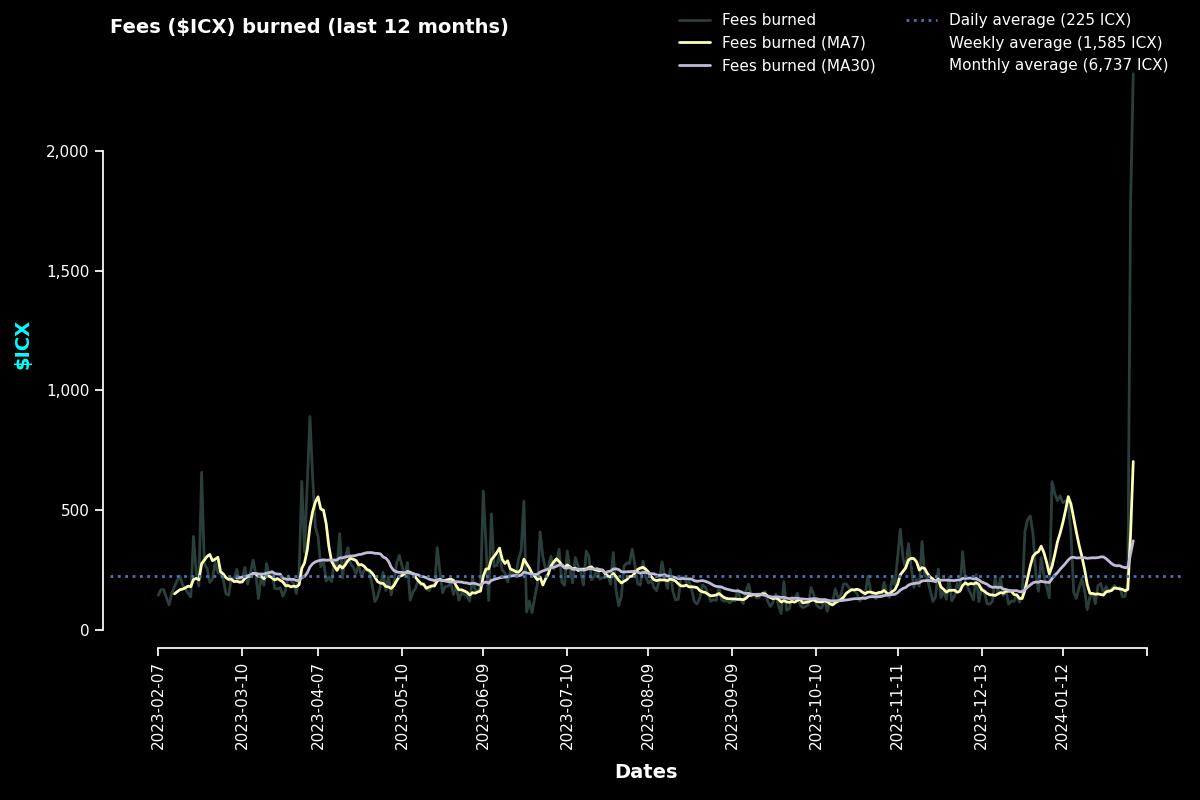 Fees ($ICX) burned (last 12 months)
Fees burned
Fees burned (MA7)
Fees burned (MA30)
Daily average (225 ICX)
Weekly average (1,585 ICX)
Monthly average (6,737 ICX)
2,000
1,500
1,000
500
0
$ICX
2023-02-07
2023-03-10
2023-04-07
2023-05-10
2023-06-09
2023-07-10
2023-08-09
2023-09-09
2023-10-10
2023-11-11
2023-12-13
2024-01-12
Dates